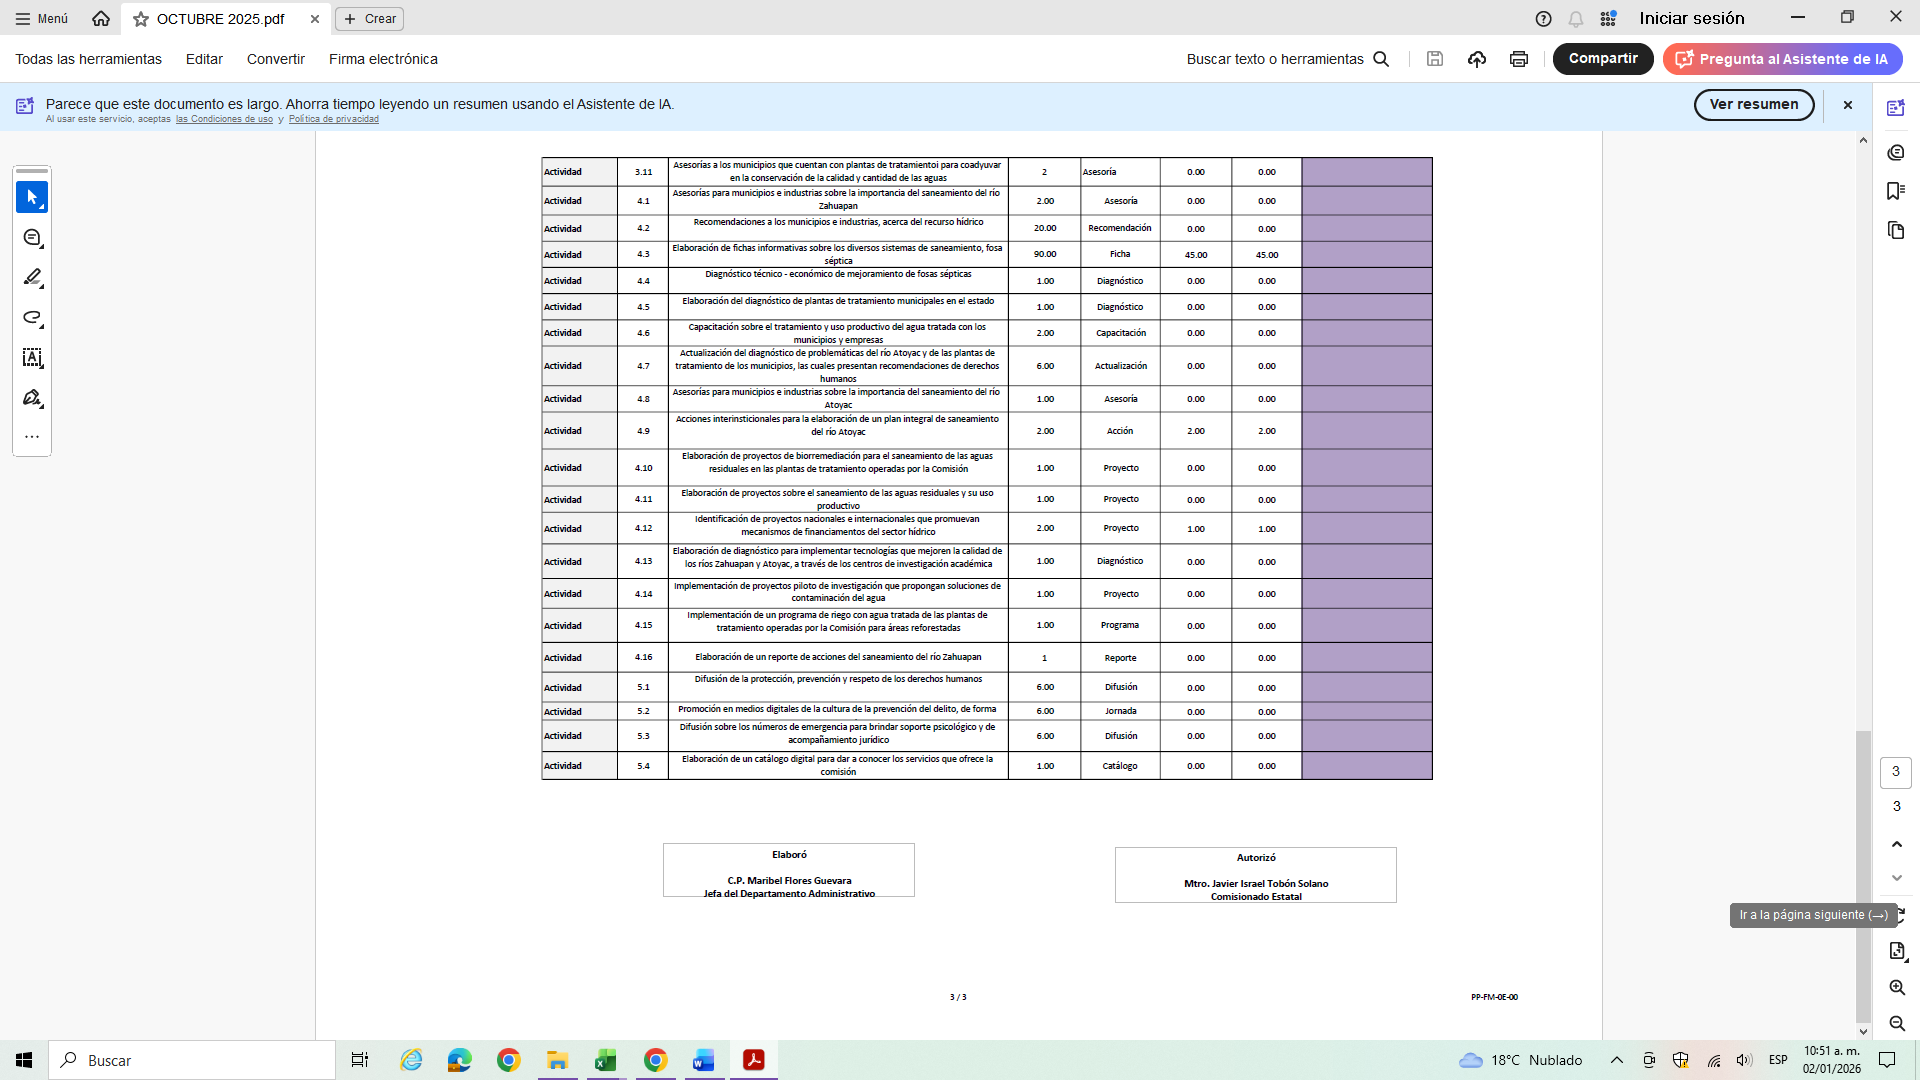 Menú
OCTUBRE 2025.pdf
Crear
Iniciar sesión
Todas las herramientas
Editar
Convertir
Firma electrónica
Buscar texto o herramientas
Compartir
Pregunta al Asistente de IA
Parece que este documento es largo. Ahorra tiempo leyendo un resumen usando el Asistente de IA.
Al usar este servicio, aceptas las Condiciones de uso y Política de privacidad
Ver resumen
Actividad 3.11 Asesorías a los municipios que cuentan con plantas de tratamientoi para coadyuvar en la conservación de la calidad y cantidad de las aguas 2 Asesoría 0.00 0.00
Actividad 4.1 Asesorías para municipios e industrias sobre la importancia del saneamiento del río Zahuapan 2.00 Asesoría 0.00 0.00
Actividad 4.2 Recomendaciones a los municipios e industrias, acerca del recurso hídrico 20.00 Recomendación 0.00 0.00
Actividad 4.3 Elaboración de fichas informativas sobre los diversos sistemas de saneamiento, fosa séptica 90.00 Ficha 45.00 45.00
Actividad 4.4 Diagnóstico técnico - económico de mejoramiento de fosas sépticas 1.00 Diagnóstico 0.00 0.00
Actividad 4.5 Elaboración del diagnóstico de plantas de tratamiento municipales en el estado 1.00 Diagnóstico 0.00 0.00
Actividad 4.6 Capacitación sobre el tratamiento y uso productivo del agua tratada con los municipios y empresas 2.00 Capacitación 0.00 0.00
Actividad 4.7 Actualización del diagnóstico de problemáticas del río Atoyac y de las plantas de tratamiento de los municipios, las cuales presentan recomendaciones de derechos humanos 6.00 Actualización 0.00 0.00
Actividad 4.8 Asesorías para municipios e industrias sobre la importancia del saneamiento del río Atoyac 1.00 Asesoría 0.00 0.00
Actividad 4.9 Acciones interinsticionales para la elaboración de un plan integral de saneamiento del río Atoyac 2.00 Acción 2.00 2.00
Actividad 4.10 Elaboración de proyectos de biorremediación para el saneamiento de las aguas residuales en las plantas de tratamiento operadas por la Comisión 1.00 Proyecto 0.00 0.00
Actividad 4.11 Elaboración de proyectos sobre el saneamiento de las aguas residuales y su uso productivo 1.00 Proyecto 0.00 0.00
Actividad 4.12 Identificación de proyectos nacionales e internacionales que promuevan mecanismos de financiamientos del sector hídrico 2.00 Proyecto 1.00 1.00
Actividad 4.13 Elaboración de diagnóstico para implementar tecnologías que mejoren la calidad de los ríos Zahuapan y Atoyac, a través de los centros de investigación académica 1.00 Diagnóstico 0.00 0.00
Actividad 4.14 Implementación de proyectos piloto de investigación que propongan soluciones de contaminación del agua 1.00 Proyecto 0.00 0.00
Actividad 4.15 Implementación de un programa de riego con agua tratada de las plantas de tratamiento operadas por la Comisión para áreas reforestadas 1.00 Programa 0.00 0.00
Actividad 4.16 Elaboración de un reporte de acciones del saneamiento del río Zahuapan 1 Reporte 0.00 0.00
Actividad 5.1 Difusión de la protección, prevención y respeto de los derechos humanos 6.00 Difusión 0.00 0.00
Actividad 5.2 Promoción en medios digitales de la cultura de la prevención del delito, de forma 6.00 Jornada 0.00 0.00
Actividad 5.3 Difusión sobre los números de emergencia para brindar soporte psicológico y de acompañamiento jurídico 6.00 Difusión 0.00 0.00
Actividad 5.4 Elaboración de un catálogo digital para dar a conocer los servicios que ofrece la comisión 1.00 Catálogo 0.00 0.00
Elaboró
C.P. Maribel Flores Guevara
Jefa del Departamento Administrativo
Autorizó
Mtro. Javier Israel Tobón Solano
Comisionado Estatal
3 / 3
PP-FM-0E-00
3
3
Ir a la página siguiente (→)
Buscar
18°C Nublado
ESP
10:51 a. m.
02/01/2026